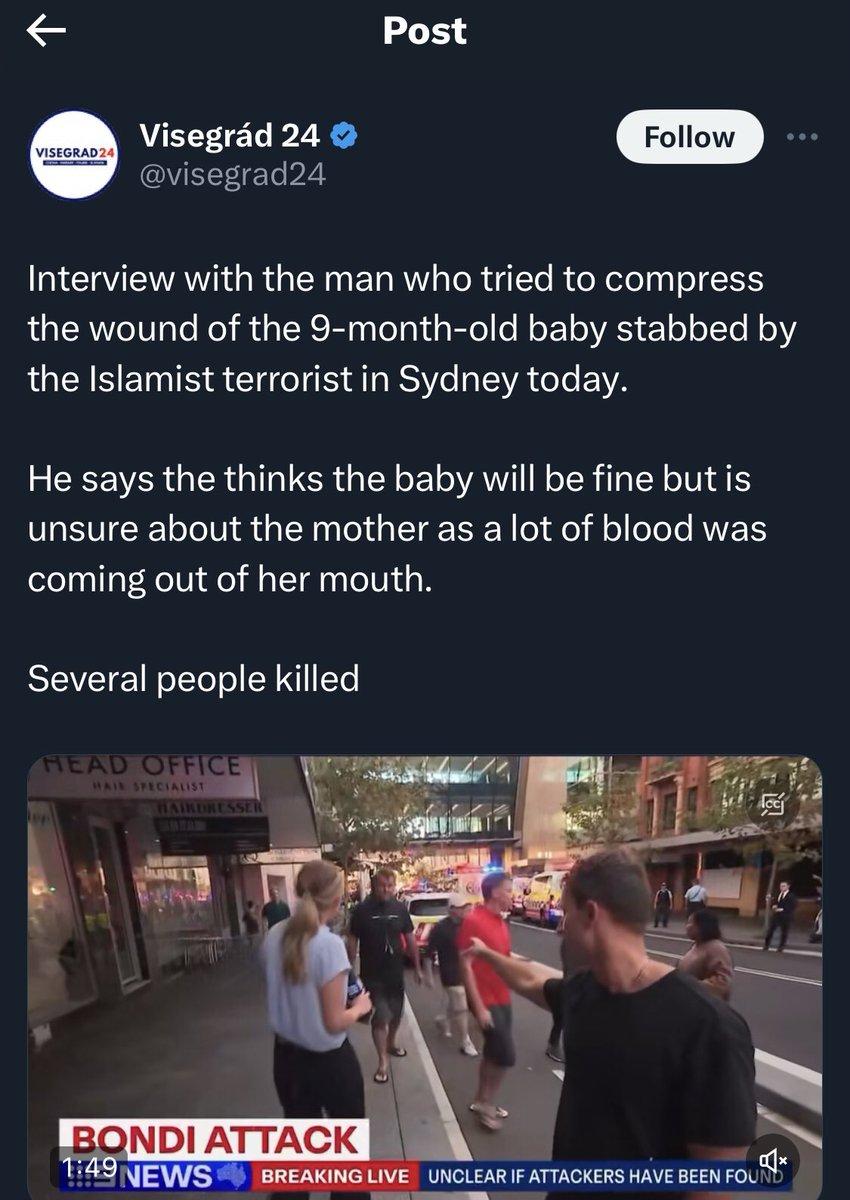 Post
VISEGRAD24
Visegrád 24
@visegrad24
Follow
Interview with the man who tried to compress
the wound of the 9-month-old baby stabbed by
the Islamist terrorist in Sydney today.
He says the thinks the baby will be fine but is
unsure about the mother as a lot of blood was
coming out of her mouth.
Several people killed
HEAD OFFICE
HAIR SPECIALIST
HAIRDRESSER
CC
BONDI ATTACK
1:49
9NEWS
BREAKING LIVE
UNCLEAR IF ATTACKERS HAVE BEEN FOUND